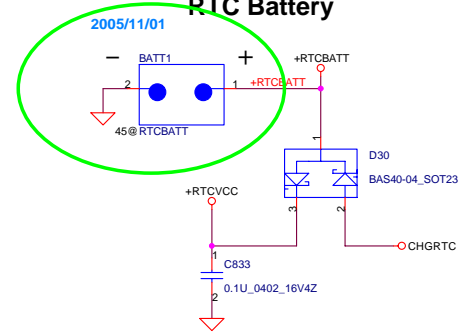 RTC Battery
2005/11/01
- BATT1 + +RTCBATT
2 1 +RTCBATT
45@ RTCBATT
1
D30
BAS40-04_SOT23
+RTCVCC
3 2
CHGRTC
1
C833
0.1U_0402_16V4Z
2